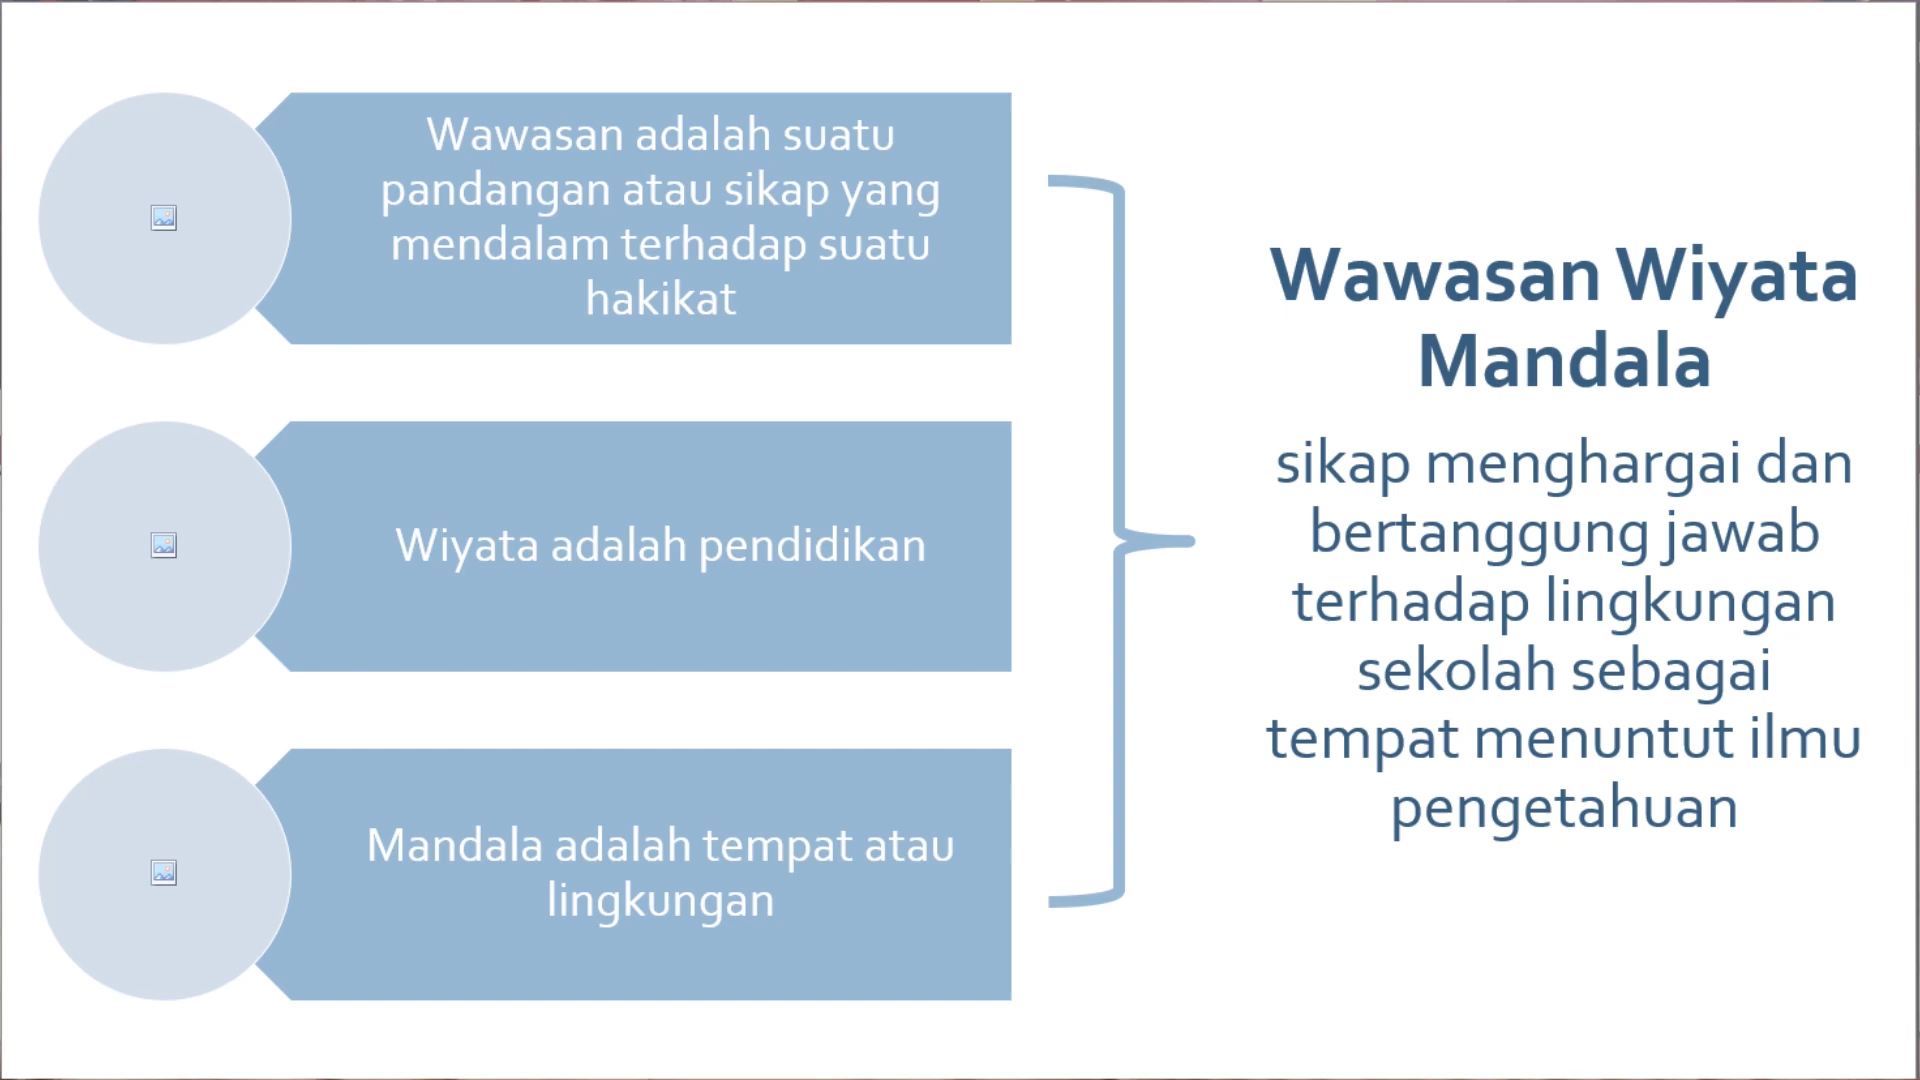 Wawasan adalah suatu
pandangan atau sikap yang
mendalam terhadap suatu
hakikat
Wiyata adalah pendidikan
Mandala adalah tempat atau
lingkungan
Wawasan Wiyata
Mandala
sikap menghargai dan
bertanggung jawab
terhadap lingkungan
sekolah sebagai
tempat menuntut ilmu
pengetahuan